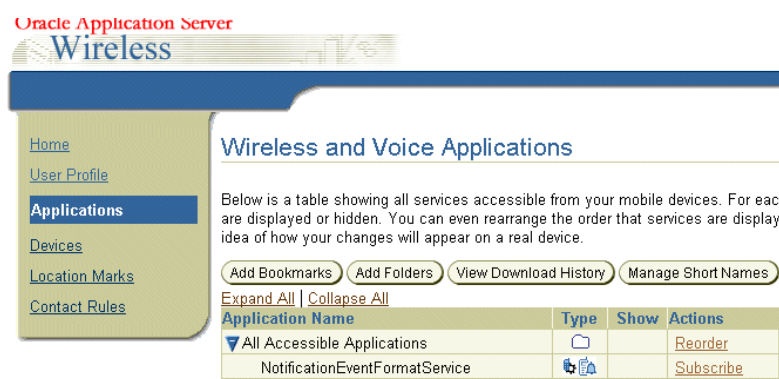 Oracle Application Server
Wireless
Home
User Profile
Applications
Devices
Location Marks
Contact Rules
Wireless and Voice Applications
Below is a table showing all services accessible from your mobile devices. For eac
are displayed or hidden. You can even rearrange the order that services are display
idea of how your changes will appear on a real device.
Add Bookmarks Add Folders View Download History Manage Short Names
Expand All | Collapse All
Application Name Type Show Actions
All Accessible Applications Reorder
NotificationEventFormatService Subscribe